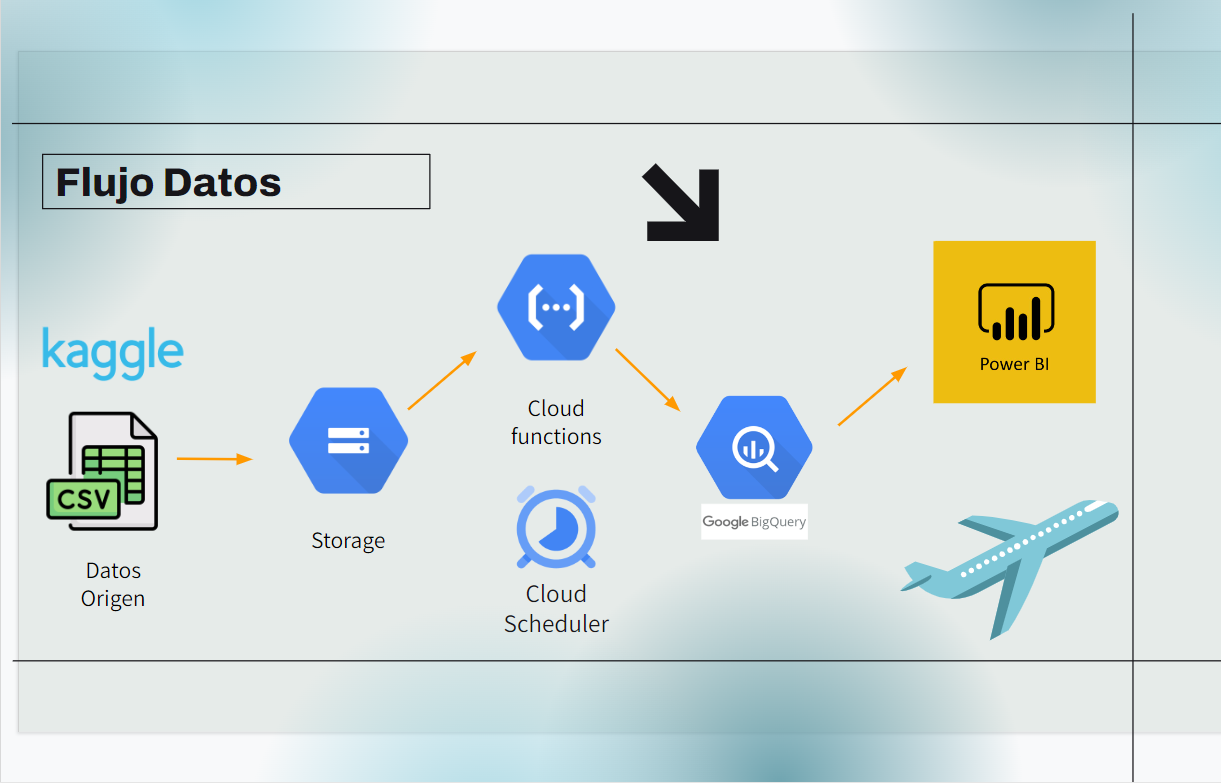 Flujo Datos
kaggle
CSV
Datos
Origen
Storage
Cloud
functions
Cloud
Scheduler
Google BigQuery
Power BI